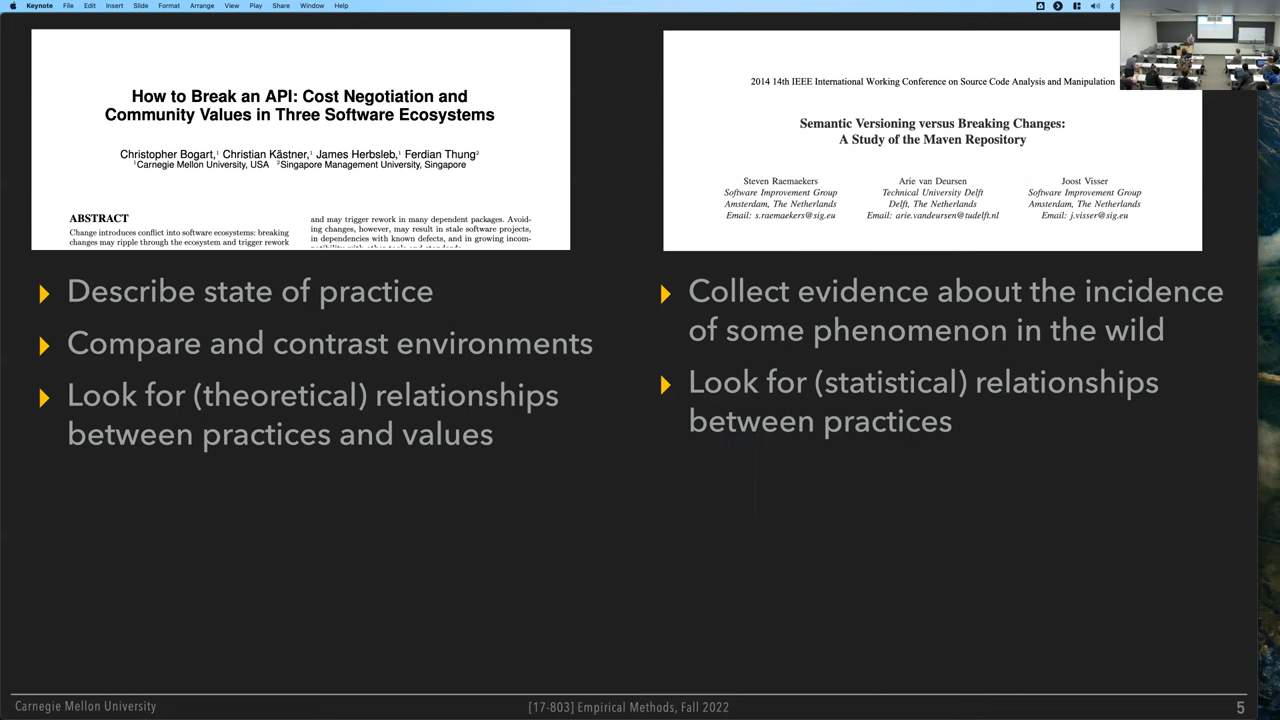 Keynote File Edit Insert Slide Format Arrange View Play Share Window Help
How to Break an API: Cost Negotiation and
Community Values in Three Software Ecosystems
Christopher Bogart,¹ Christian Kästner,¹ James Herbsleb,¹ Ferdian Thung²
¹Carnegie Mellon University, USA ²Singapore Management University, Singapore
ABSTRACT
Change introduces conflict into software ecosystems: breaking
changes may ripple through the ecosystem and trigger rework
and may trigger rework in many dependent packages. Avoid-
ing changes, however, may result in stale software projects,
in dependencies with known defects, and in growing incom-
Describe state of practice
Compare and contrast environments
Look for (theoretical) relationships
between practices and values
2014 14th IEEE International Working Conference on Source Code Analysis and Manipulation
Semantic Versioning versus Breaking Changes:
A Study of the Maven Repository
Steven Raemaekers
Software Improvement Group
Amsterdam, The Netherlands
Email: s.raemaekers@sig.eu
Arie van Deursen
Technical University Delft
Delft, The Netherlands
Email: arie.vandeursen@tudelft.nl
Joost Visser
Software Improvement Group
Amsterdam, The Netherlands
Email: j.visser@sig.eu
Collect evidence about the incidence
of some phenomenon in the wild
Look for (statistical) relationships
between practices
Carnegie Mellon University
[17-803] Empirical Methods, Fall 2022
5